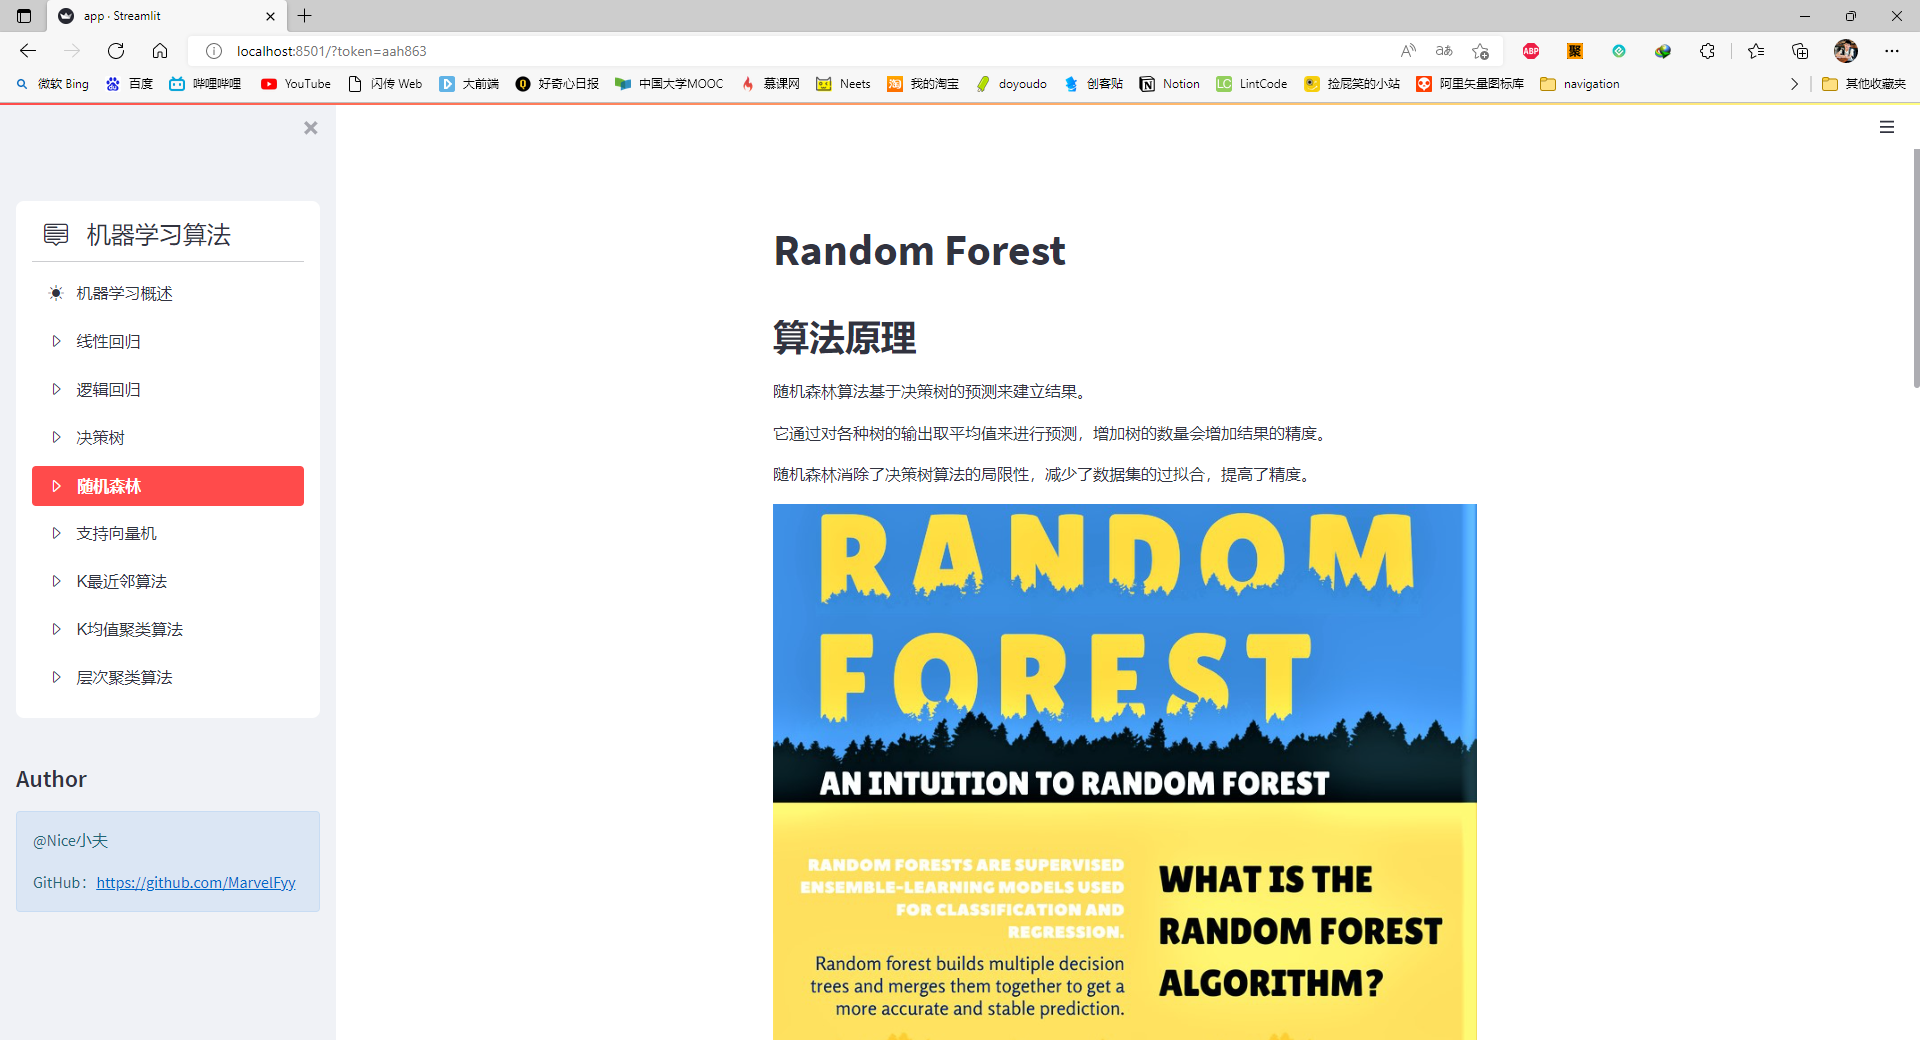 app · Streamlit
localhost:8501/?token=aah863
微软 Bing
百度
哔哩哔哩
YouTube
闪传 Web
大前端
好奇心日报
中国大学MOOC
慕课网
Neets
我的淘宝
doyoudo
创客贴
Notion
LintCode
捡屁笑的小站
阿里矢量图标库
navigation
其他收藏夹
机器学习算法
机器学习概述
线性回归
逻辑回归
决策树
随机森林
支持向量机
K最近邻算法
K均值聚类算法
层次聚类算法
Author
@Nice小夫
GitHub：https://github.com/MarvelFyy
Random Forest
算法原理
随机森林算法基于决策树的预测来建立结果。
它通过对各种树的输出取平均值来进行预测，增加树的数量会增加结果的精度。
随机森林消除了决策树算法的局限性，减少了数据集的过拟合，提高了精度。
RANDOM
FOREST
AN INTUITION TO RANDOM FOREST
RANDOM FORESTS ARE SUPERVISED
ENSEMBLE-LEARNING MODELS USED
FOR CLASSIFICATION AND
REGRESSION.
Random forest builds multiple decision
trees and merges them together to get a
more accurate and stable prediction.
WHAT IS THE
RANDOM FOREST
ALGORITHM?